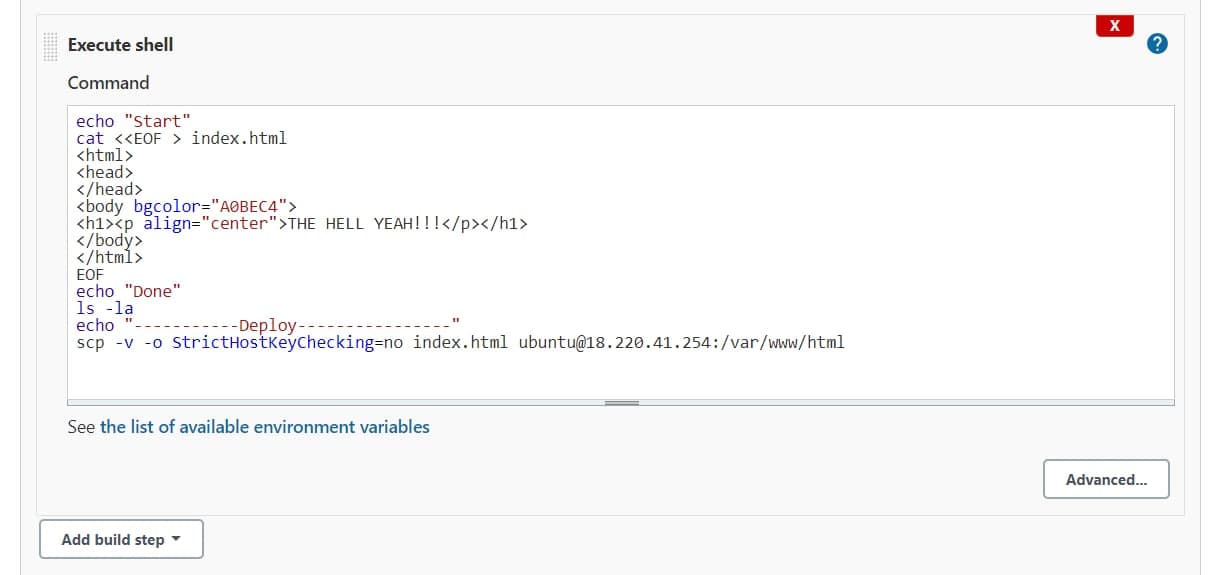 X
Execute shell
?
Command
echo "Start"
cat <<EOF > index.html
<html>
<head>
</head>
<body bgcolor="A0BEC4">
<h1><p align="center">THE HELL YEAH!!!</p></h1>
</body>
</html>
EOF
echo "Done"
ls -la
echo "-----------Deploy----------------"
scp -v -o StrictHostKeyChecking=no index.html ubuntu@18.220.41.254:/var/www/html
See the list of available environment variables
Advanced...
Add build step